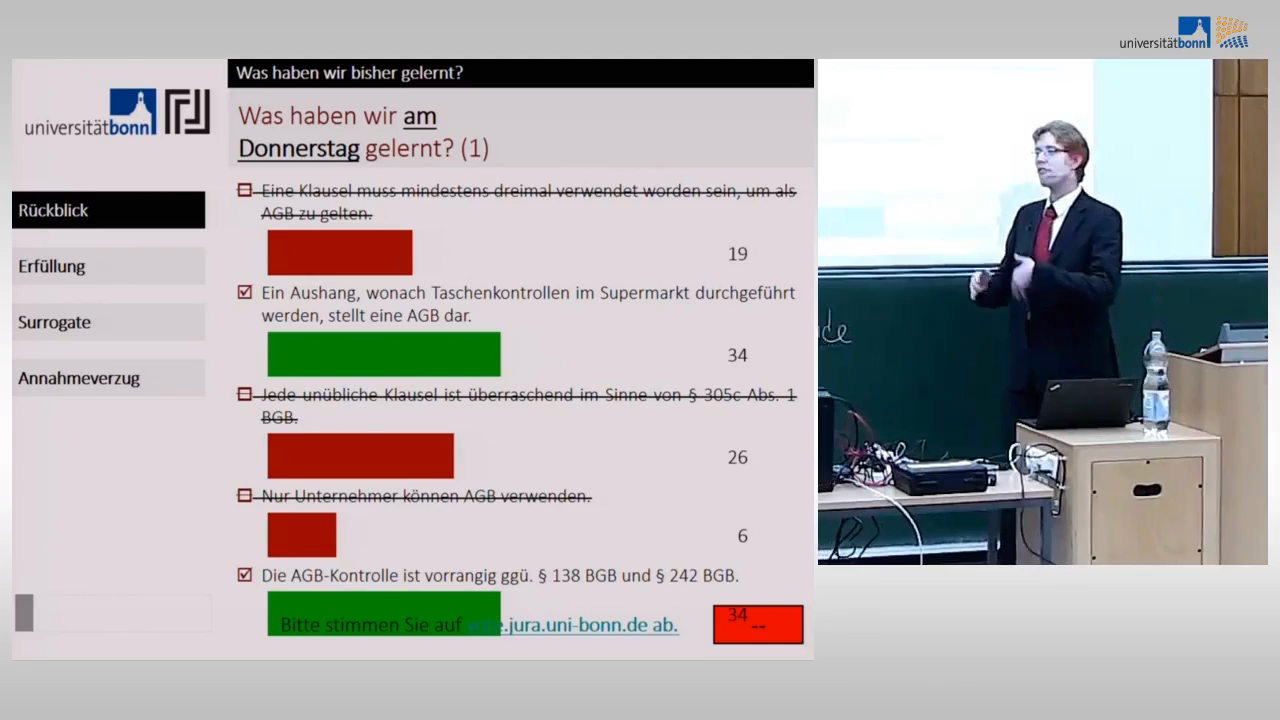 universitätbonn
Was haben wir bisher gelernt?
universitätbonn
Was haben wir am
Donnerstag gelernt? (1)
Rückblick
Erfüllung
Surrogate
Annahmeverzug
Eine Klausel muss mindestens dreimal verwendet worden sein, um als
AGB zu gelten.
19
Ein Aushang, wonach Taschenkontrollen im Supermarkt durchgeführt
werden, stellt eine AGB dar.
34
Jede unübliche Klausel ist überraschend im Sinne von § 305c Abs. 1
BGB.
26
Nur Unternehmer können AGB verwenden.
6
Die AGB-Kontrolle ist vorrangig ggü. § 138 BGB und § 242 BGB.
34
Bitte stimmen Sie auf vote.jura.uni-bonn.de ab.
--